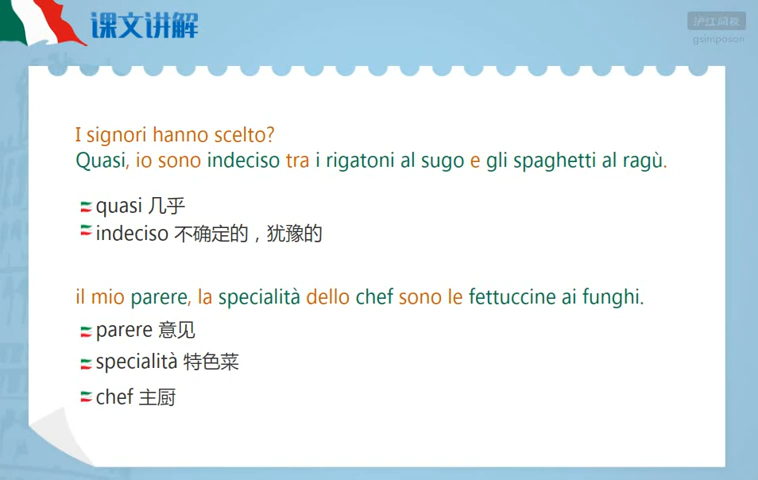 课文讲解
沪江网校
gsimposon
I signori hanno scelto?
Quasi, io sono indeciso tra i rigatoni al sugo e gli spaghetti al ragù.
quasi 几乎
indeciso 不确定的，犹豫的
il mio parere, la specialità dello chef sono le fettuccine ai funghi.
parere 意见
specialità 特色菜
chef 主厨